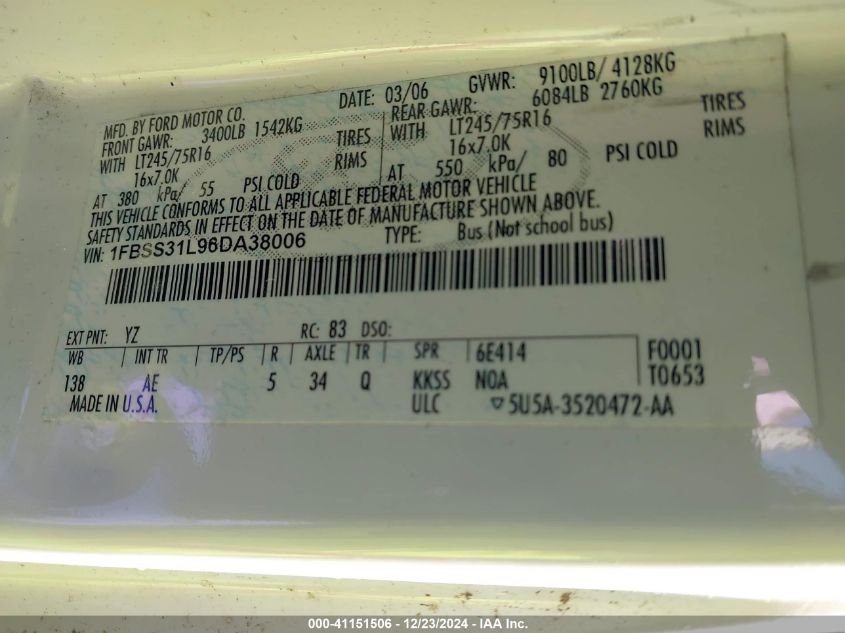 MFD. BY FORD MOTOR CO. DATE: 03/06 GVWR: 9100LB/ 4128KG
FRONT GAWR: 3400LB 1542KG REAR GAWR: 6084LB 2760KG
WITH LT245/75R16 TIRES WITH LT245/75R16 TIRES
16x7.0K RIMS 16x7.0K RIMS
AT 380 kPa/ 55 PSI COLD AT 550 kPa/ 80 PSI COLD
THIS VEHICLE CONFORMS TO ALL APPLICABLE FEDERAL MOTOR VEHICLE
SAFETY STANDARDS IN EFFECT ON THE DATE OF MANUFACTURE SHOWN ABOVE.
VIN: 1FBSS31L96DA38006 TYPE: Bus (Not school bus)
EXT PNT: YZ RC: 83 DSO:
WB INT TR TP/PS R AXLE TR SPR 6E414 F0001
138 AE 5 34 Q KKSS NOA T0653
MADE IN U.S.A. ULC 5U5A-3520472-AA
000-41151506 - 12/23/2024 - IAA Inc.